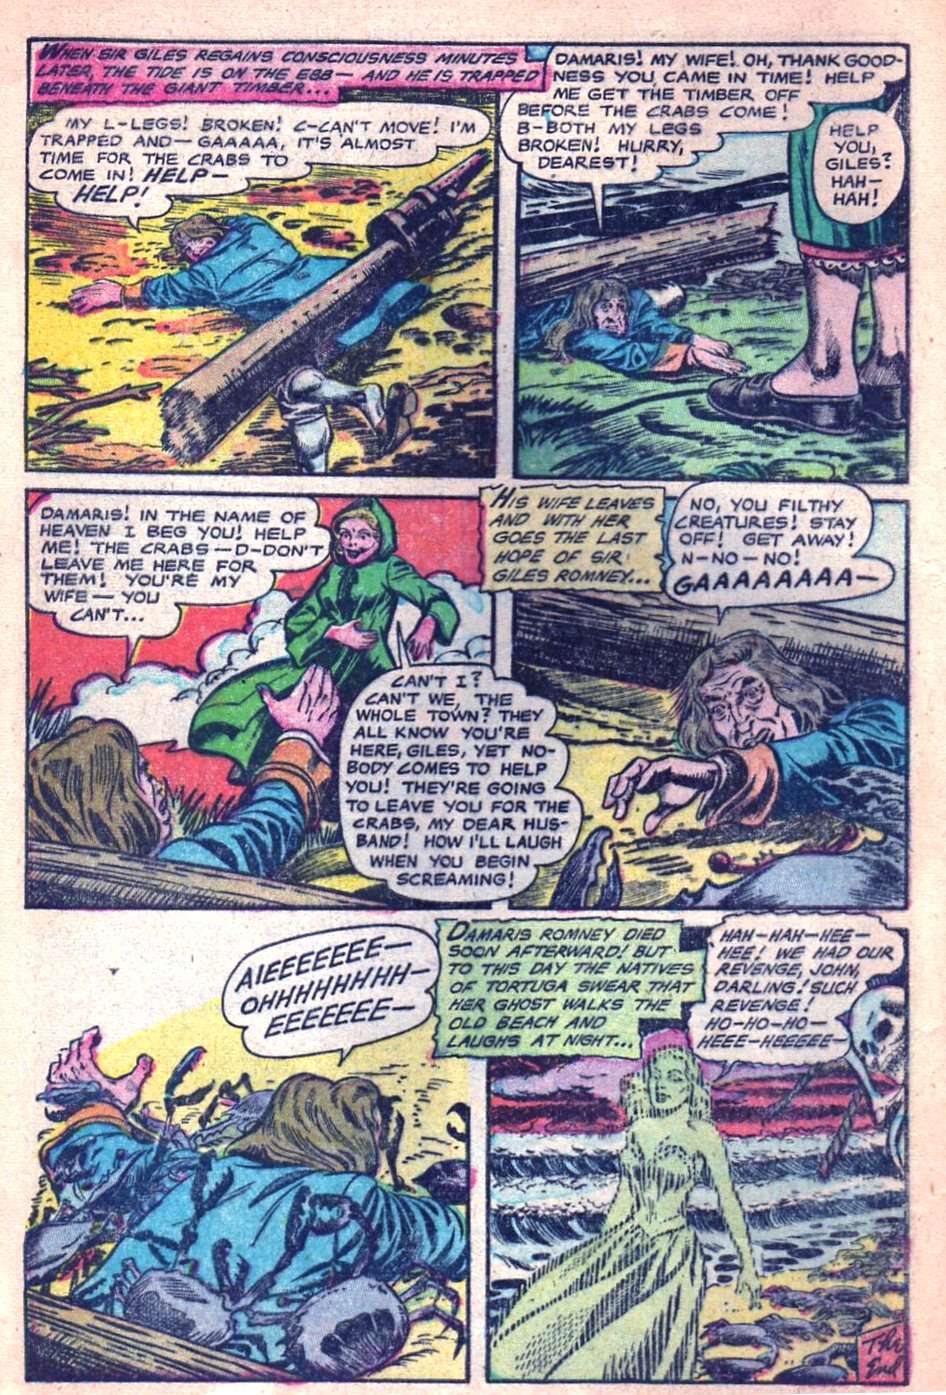 WHEN SIR GILES REGAINS CONSCIOUSNESS MINUTES
LATER, THE TIDE IS ON THE EBB — AND HE IS TRAPPED
BENEATH THE GIANT TIMBER...
MY L-LEGS! BROKEN! C-CAN'T MOVE! I'M
TRAPPED AND — GAAAAA, IT'S ALMOST
TIME FOR THE CRABS TO
COME IN! HELP—
HELP!
DAMARIS! MY WIFE! OH, THANK GOOD-
NESS YOU CAME IN TIME! HELP
ME GET THE TIMBER OFF
BEFORE THE CRABS COME!
B-BOTH MY LEGS
BROKEN! HURRY,
DEAREST!
HELP
YOU,
GILES?
HAH—
HAH!
DAMARIS! IN THE NAME OF
HEAVEN I BEG YOU! HELP
ME! THE CRABS — D-DON'T
LEAVE ME HERE FOR
THEM! YOU'RE MY
WIFE — YOU
CAN'T...
CAN'T I?
CAN'T WE, THE
WHOLE TOWN? THEY
ALL KNOW YOU'RE
HERE, GILES, YET NO-
BODY COMES TO HELP
YOU! THEY'RE GOING
TO LEAVE YOU FOR THE
CRABS, MY DEAR HUS-
BAND! HOW I'LL LAUGH
WHEN YOU BEGIN
SCREAMING!
HIS WIFE LEAVES
AND WITH HER
GOES THE LAST
HOPE OF SIR
GILES ROMNEY...
NO, YOU FILTHY
CREATURES! STAY
OFF! GET AWAY!
N-NO-NO!
GAAAAAAAAA—
AIEEEEEEE—
OHHHHHHHHH—
EEEEEEEE—
DAMARIS ROMNEY DIED
SOON AFTERWARD! BUT
TO THIS DAY THE NATIVES
OF TORTUGA SWEAR THAT
HER GHOST WALKS THE
OLD BEACH AND
LAUGHS AT NIGHT...
HAH-HAH-HEE-
HEE! WE HAD OUR
REVENGE, JOHN,
DARLING! SUCH
REVENGE!
HO-HO-HO-
HEEE-HEEEEE—
The
End